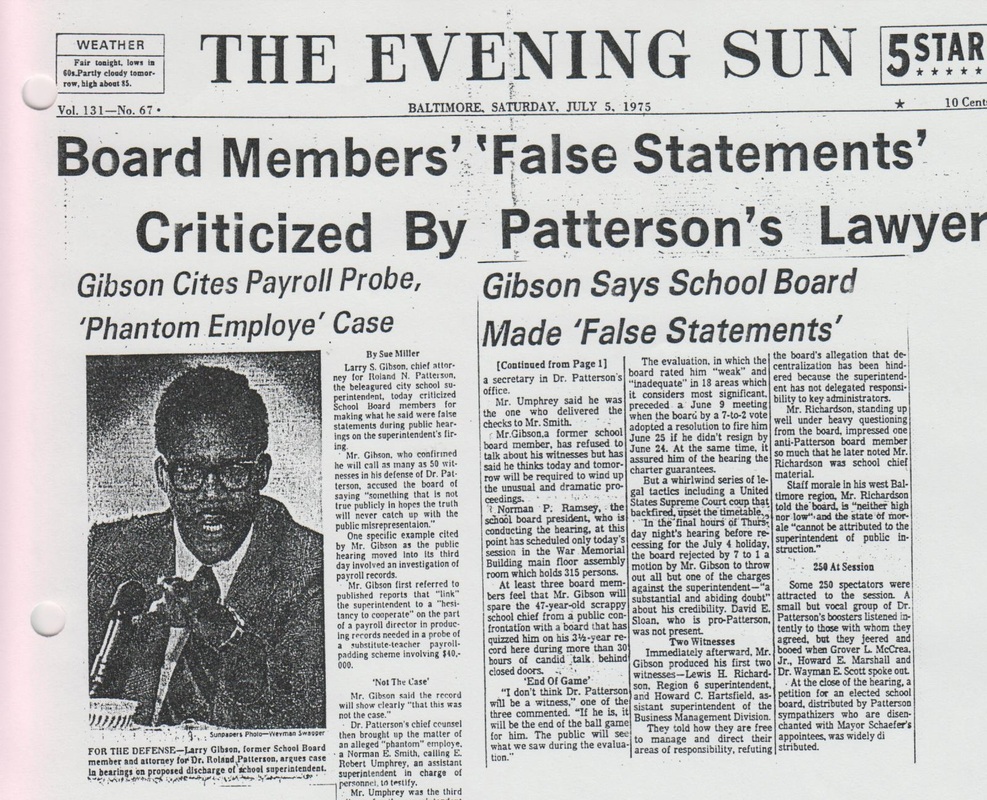 WEATHER
Fair tonight, lows in
60s.Partly cloudy tomor-
row, high about 85.
THE EVENING SUN
5 STAR
★★★★★
Vol. 131—No. 67 •
BALTIMORE, SATURDAY, JULY 5, 1975
★
10 Cents
Board Members' 'False Statements'
Criticized By Patterson's Lawyer
Gibson Cites Payroll Probe,
'Phantom Employe' Case
Sunpapers Photo—Weyman Swagger
FOR THE DEFENSE—Larry Gibson, former School Board
member and attorney for Dr. Roland Patterson, argues case
in hearings on proposed discharge of school superintendent.
By Sue Miller
Larry S. Gibson, chief attor-
ney for Roland N. Patterson,
the beleagured city school su-
perintendent, today criticized
School Board members for
making what he said were false
statements during public hear-
ings on the superintendent's fir-
ing.
Mr. Gibson, who confirmed
he will call as many as 50 wit-
nesses in his defense of Dr. Pat-
terson, accused the board of
saying "something that is not
true publicly in hopes the truth
will never catch up with the
public misrepresentaion."
One specific example cited
by Mr. Gibson as the public
hearing moved into its third
day involved an investigation of
payroll records.
Mr. Gibson first referred to
published reports that "link"
the superintendent to a "hesi-
tancy to cooperate" on the part
of a payroll director in produc-
ing records needed in a probe of
a substitute-teacher payroll-
padding scheme involving $40,-
000.
'Not The Case'
Mr. Gibson said the record
will show clearly "that this was
not the case."
Dr. Patterson's chief counsel
then brought up the matter of
an alleged "phantom" employe,
a Norman E. Smith, calling E.
Robert Umphrey, an assistant
superintendent in charge of
personnel, to testify.
Mr. Umphrey was the third
Gibson Says School Board
Made 'False Statements'
[Continued from Page 1]
a secretary in Dr. Patterson's
office.
Mr. Umphrey said he was
the one who delivered the
checks to Mr. Smith.
Mr.Gibson,a former school
board member, has refused to
talk about his witnesses but has
said he thinks today and tomor-
row will be required to wind up
the unusual and dramatic pro-
ceedings.
Norman P. Ramsey, the
school board president, who is
conducting the hearing, at this
point has scheduled only today's
session in the War Memorial
Building main floor assembly
room which holds 315 persons.
At least three board mem-
bers feel that Mr. Gibson will
spare the 47-year-old scrappy
school chief from a public con-
frontation with a board that has
quizzed him on his 3½-year re-
cord here during more than 30
hours of candid talk behind
closed doors.
'End Of Game'
"I don't think Dr. Patterson
will be a witness," one of the
three commented. "If he is, it
will be the end of the ball game
for him. The public will see
what we saw during the evalua-
tion."
The evaluation, in which the
board rated him "weak" and
"inadequate" in 18 areas which
it considers most significant,
preceded a June 9 meeting
when the board by a 7-to-2 vote
adopted a resolution to fire him
June 25 if he didn't resign by
June 24. At the same time, it
assured him of the hearing the
charter guarantees.
But a whirlwind series of le-
gal tactics including a United
States Supreme Court coup that
backfired, upset the timetable.
In the final hours of Thurs-
day night's hearing before re-
cessing for the July 4 holiday,
the board rejected by 7 to 1 a
motion by Mr. Gibson to throw
out all but one of the charges
against the superintendent—"a
substantial and abiding doubt"
about his credibility. David E.
Sloan, who is pro-Patterson,
was not present.
Two Witnesses
Immediately afterward, Mr.
Gibson produced his first two
witnesses—Lewis H. Richard-
son, Region 6 superintendent,
and Howard C. Hartsfield, as-
sistant superintendent of the
Business Management Division.
They told how they are free
to manage and direct their
areas of responsibility, refuting
the board's allegation that de-
centralization has been hind-
ered because the superintend-
ent has not delegated responsi-
bility to key administrators.
Mr. Richardson, standing up
well under heavy questioning
from the board, impressed one
anti-Patterson board member
so much that he later noted Mr.
Richardson was school chief
material.
Staff morale in his west Bal-
timore region, Mr. Richardson
told the board, is "neither high
nor low" and the state of mor-
ale "cannot be attributed to the
superintendent of public in-
struction."
250 At Session
Some 250 spectators were
attracted to the session. A
small but vocal group of Dr.
Patterson's boosters listened in-
tently to those with whom they
agreed, but they jeered and
booed when Grover L. McCrea,
Jr., Howard E. Marshall and
Dr. Wayman E. Scott spoke out.
At the close of the hearing, a
petition for an elected school
board, distributed by Patterson
sympathizers who are disen-
chanted with Mayor Schaefer's
appointees, was widely di
stributed.